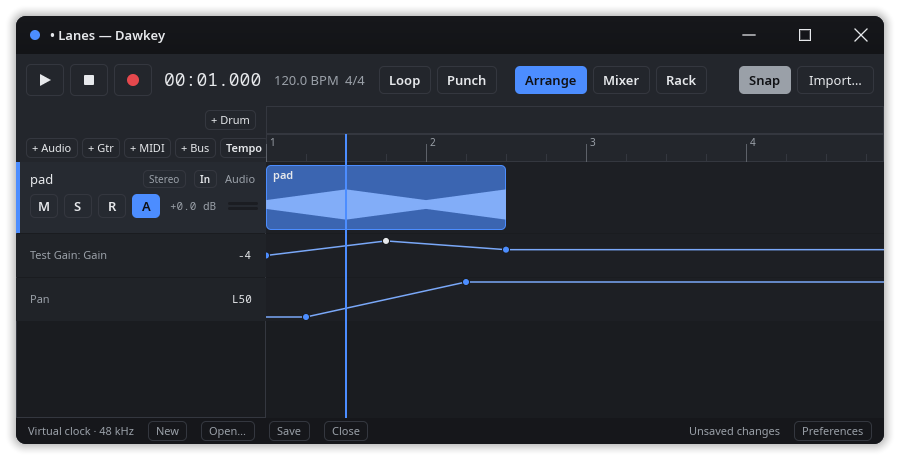 • Lanes — Dawkey
00:01.000 120.0 BPM 4/4 Loop Punch Arrange Mixer Rack Snap Import...
+ Drum
+ Audio + Gtr + MIDI + Bus Tempo 1 2 3 4
pad Stereo In Audio pad
M S R A +0.0 dB
Test Gain: Gain -4
Pan L50
Virtual clock · 48 kHz New Open... Save Close Unsaved changes Preferences